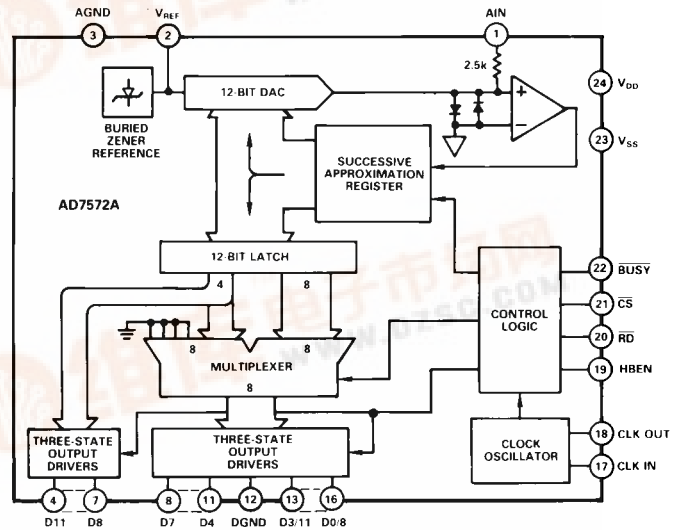 AGND
VREF
AIN
3
2
1
2.5k
24
VDD
12-BIT DAC
+
−
BURIED
ZENER
REFERENCE
23
VSS
SUCCESSIVE
APPROXIMATION
REGISTER
AD7572A
12-BIT LATCH
4
8
CONTROL
LOGIC
22
BUSY
21
CS
20
RD
19
HBEN
WWW.DZSC.COM
8
8
MULTIPLEXER
8
THREE-STATE
OUTPUT
DRIVERS
THREE-STATE
OUTPUT
DRIVERS
CLOCK
OSCILLATOR
18
CLK OUT
17
CLK IN
4
7
8
11
12
13
16
D11
D8
D7
D4
DGND
D3/11
D0/8